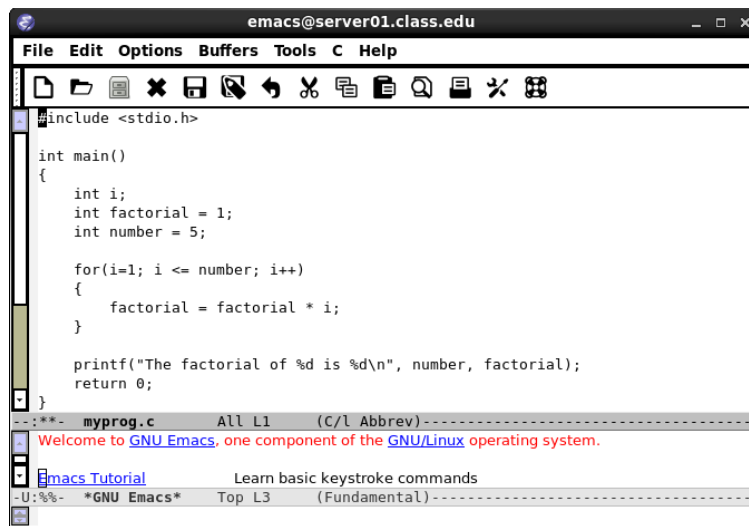 emacs@server01.class.edu
File Edit Options Buffers Tools C Help
#include <stdio.h>
int main()
{
    int i;
    int factorial = 1;
    int number = 5;
    for(i=1; i <= number; i++)
    {
        factorial = factorial * i;
    }
    printf("The factorial of %d is %d\n", number, factorial);
    return 0;
}
--:**-  myprog.c       All L1     (C/l Abbrev)------------------------------------
Welcome to GNU Emacs, one component of the GNU/Linux operating system.
Emacs Tutorial          Learn basic keystroke commands
-U:%%-  *GNU Emacs*    Top L3     (Fundamental)-----------------------------------